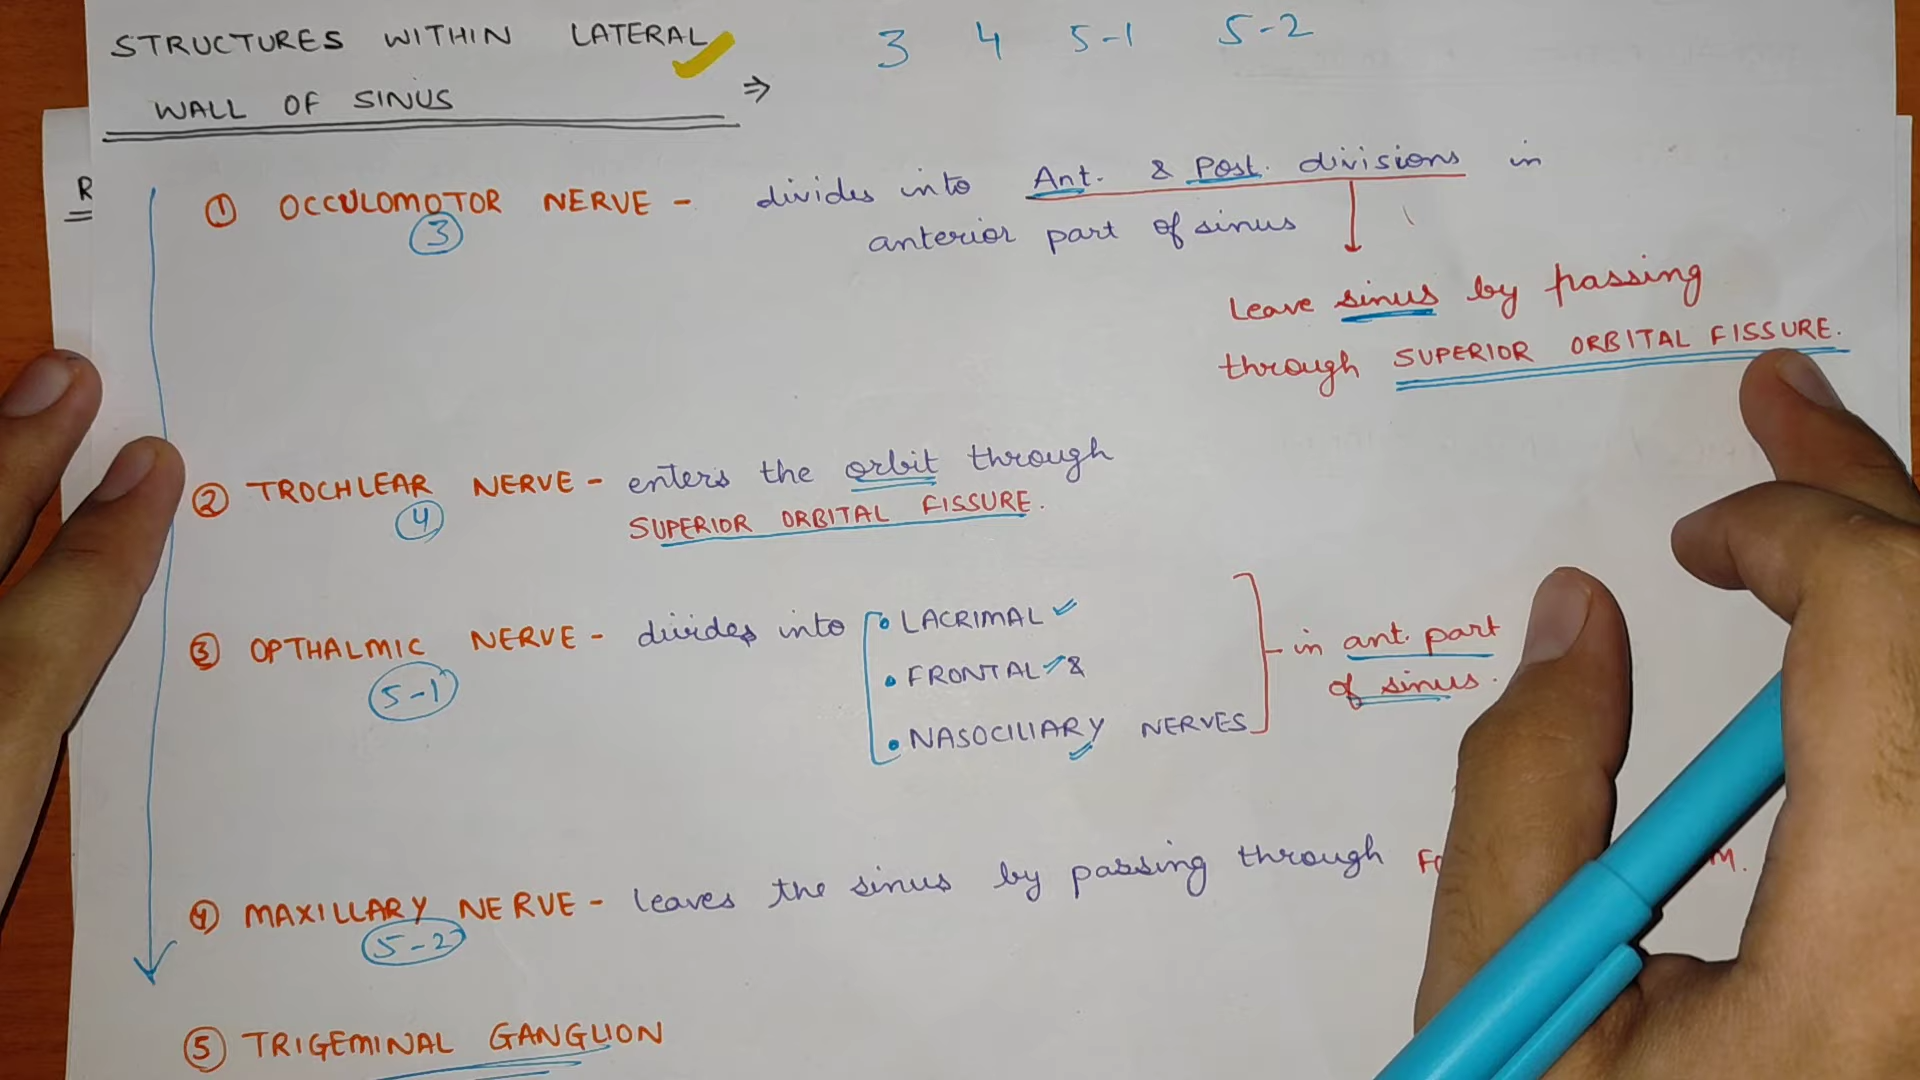 STRUCTURES WITHIN LATERAL
WALL OF SINUS ⇒ 3 4 5-1 5-2
R
① OCCULOMOTOR NERVE - divides into Ant. & Post. divisions in
3
anterior part of sinus
Leave sinus by passing
through SUPERIOR ORBITAL FISSURE.
② TROCHLEAR NERVE - enters the orbit through
4
SUPERIOR ORBITAL FISSURE.
③ OPTHALMIC NERVE - divides into • LACRIMAL
5-1
• FRONTAL &
• NASOCILIARY NERVES
in ant. part
of sinus.
④ MAXILLARY NERVE - leaves the sinus by passing through
5-2
⑤ TRIGEMINAL GANGLION